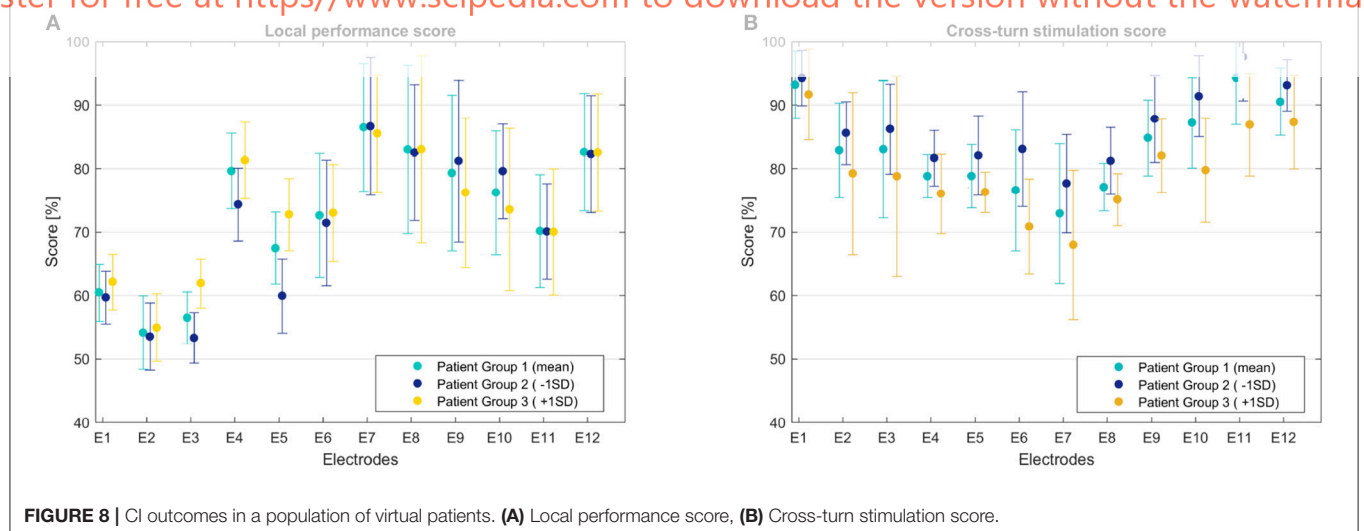 ster for free at https//www.scipedia.com to download the version without the waterma
A
Local performance score
100
90
80
70
60
50
40
Score [%]
E1 E2 E3 E4 E5 E6 E7 E8 E9 E10 E11 E12
Electrodes
Patient Group 1 (mean)
Patient Group 2 ( -1SD)
Patient Group 3 ( +1SD)
B
Cross-turn stimulation score
100
90
80
70
60
50
40
Score [%]
E1 E2 E3 E4 E5 E6 E7 E8 E9 E10 E11 E12
Electrodes
Patient Group 1 (mean)
Patient Group 2 ( -1SD)
Patient Group 3 ( +1SD)
FIGURE 8 | CI outcomes in a population of virtual patients. (A) Local performance score, (B) Cross-turn stimulation score.